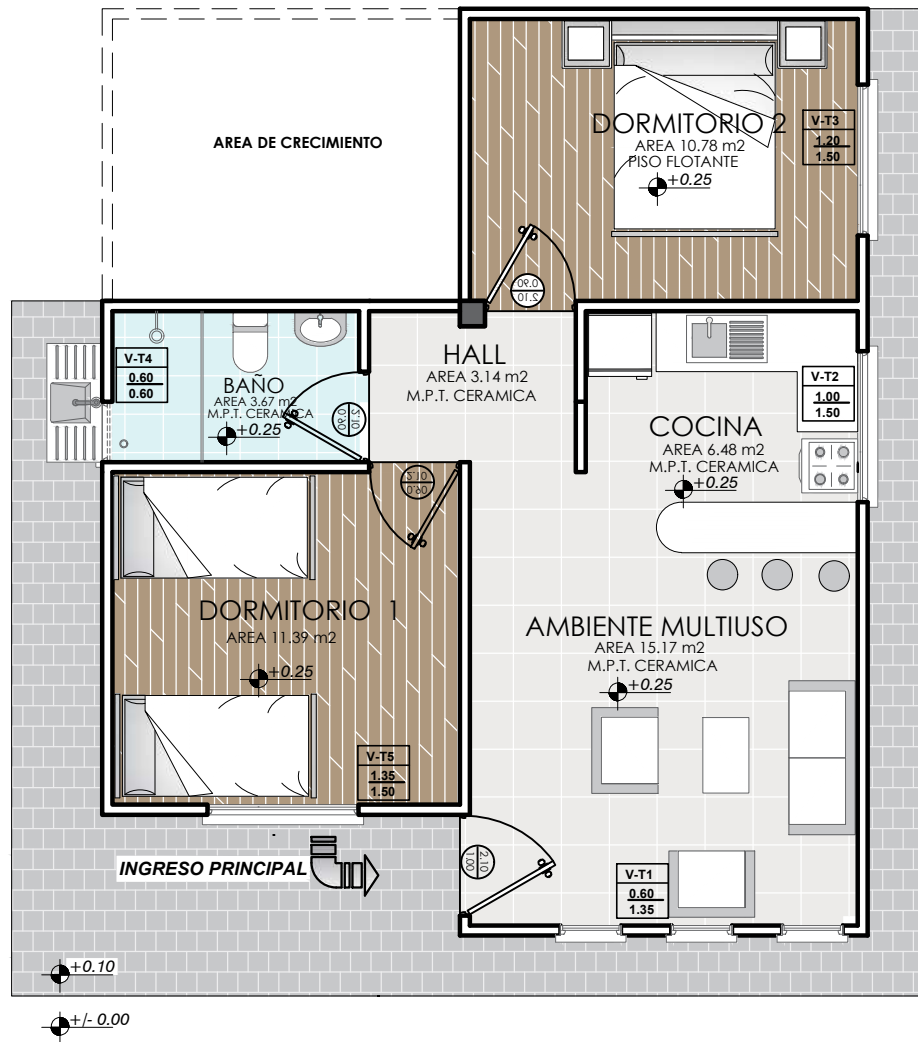 AREA DE CRECIMIENTO
DORMITORIO 2
AREA 10.78 m2
PISO FLOTANTE
+0.25
V-T3
1.20
1.50
0.90
2.10
HALL
AREA 3.14 m2
M.P.T. CERAMICA
V-T4
0.60
0.60
BAÑO
AREA 3.67 m2
M.P.T. CERAMICA
+0.25
2.10
0.80
V-T2
1.00
1.50
COCINA
AREA 6.48 m2
M.P.T. CERAMICA
+0.25
2.10
0.90
DORMITORIO 1
AREA 11.39 m2
+0.25
AMBIENTE MULTIUSO
AREA 15.17 m2
M.P.T. CERAMICA
+0.25
V-T5
1.35
1.50
INGRESO PRINCIPAL
2.10
1.00
V-T1
0.60
1.35
+0.10
+/- 0.00